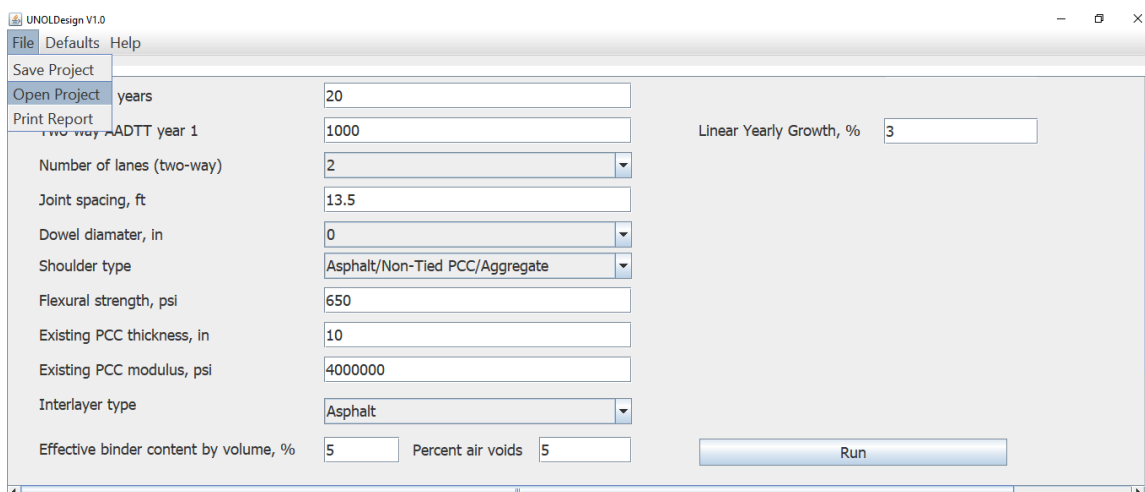 UNOLDesign V1.0
File Defaults Help
Save Project
Open Project
Print Report
years 20
Two-way AADTT year 1 1000 Linear Yearly Growth, % 3
Number of lanes (two-way) 2
Joint spacing, ft 13.5
Dowel diamater, in 0
Shoulder type Asphalt/Non-Tied PCC/Aggregate
Flexural strength, psi 650
Existing PCC thickness, in 10
Existing PCC modulus, psi 4000000
Interlayer type Asphalt
Effective binder content by volume, % 5 Percent air voids 5 Run